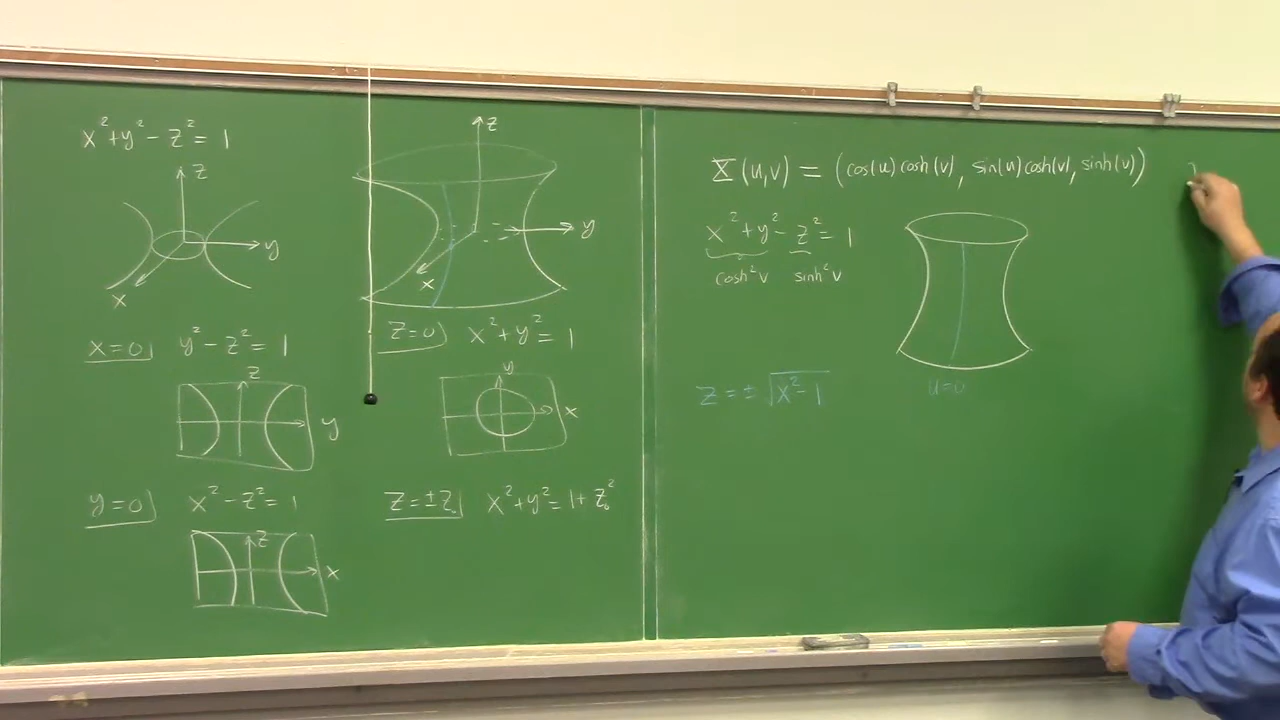 x²+y²−z²=1
z
y
x
x=0 y²−z²=1
z
y
y=0 x²−z²=1
z
x
z
y
x
z=0 x²+y²=1
y
x
z=±z₀ x²+y²=1+z₀²
X(u,v) = (cos(u)cosh(v), sin(u)cosh(v), sinh(v))
x²+y²−z²=1
cosh²v sinh²v
z=±√x²−1
u=0